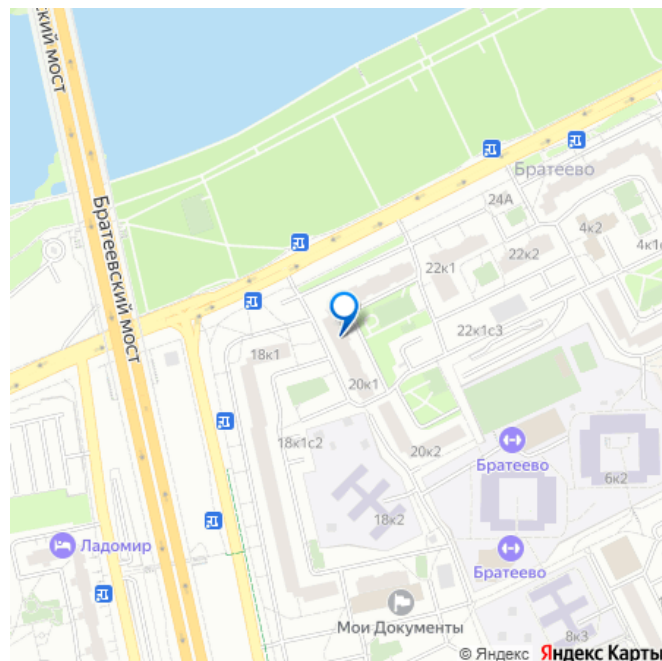 ский мост
Братеевский мост
Братеево
24А
4к2
22к2
4к1с
22к1
22к1с3
18к1
20к1
20к2
18к1с2
Братеево
6к2
18к2
Ладомир
Братеево
Мои Документы
8к3
© Яндекс Яндекс Карты